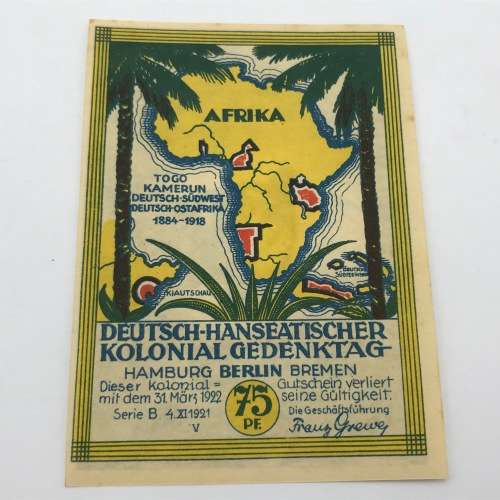 AFRIKA
TOGO
KAMERUN
DEUTSCH-SÜDWEST
DEUTSCH-OSTAFRIKA
1884-1918
KIAUTSCHAU
DEUTSCH
DEUTSCH-HANSEATISCHER
KOLONIAL GEDENKTAG
HAMBURG BERLIN BREMEN
Dieser Kolonial = Gutschein verliert
mit dem 31. März 1922 seine Gültigkeit.
Serie B 4.XI.1921 75 Die Geschäftsführung
V PF. Franz Grewe